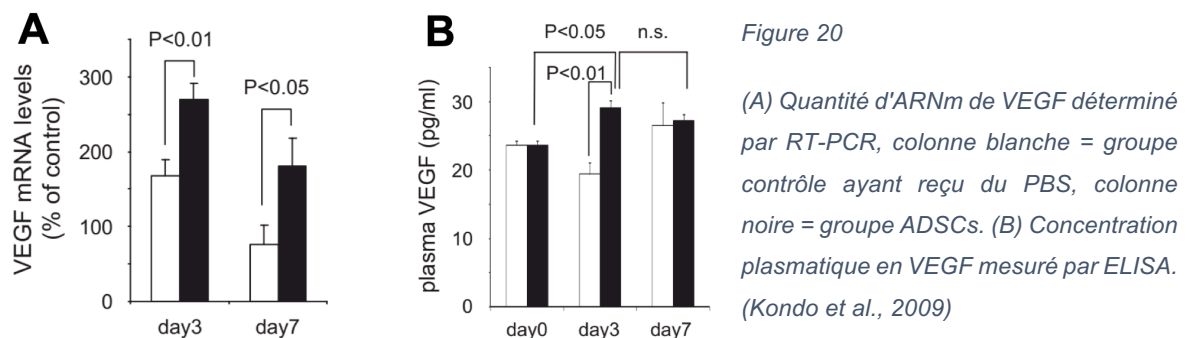 A
P<0.01
P<0.05
300
200
100
0
VEGF mRNA levels
(% of control)
day3
day7
B
P<0.05
n.s.
P<0.01
30
20
10
0
plasma VEGF (pg/ml)
day0
day3
day7
Figure 20
(A) Quantité d'ARNm de VEGF déterminé
par RT-PCR, colonne blanche = groupe
contrôle ayant reçu du PBS, colonne
noire = groupe ADSCs. (B) Concentration
plasmatique en VEGF mesuré par ELISA.
(Kondo et al., 2009)